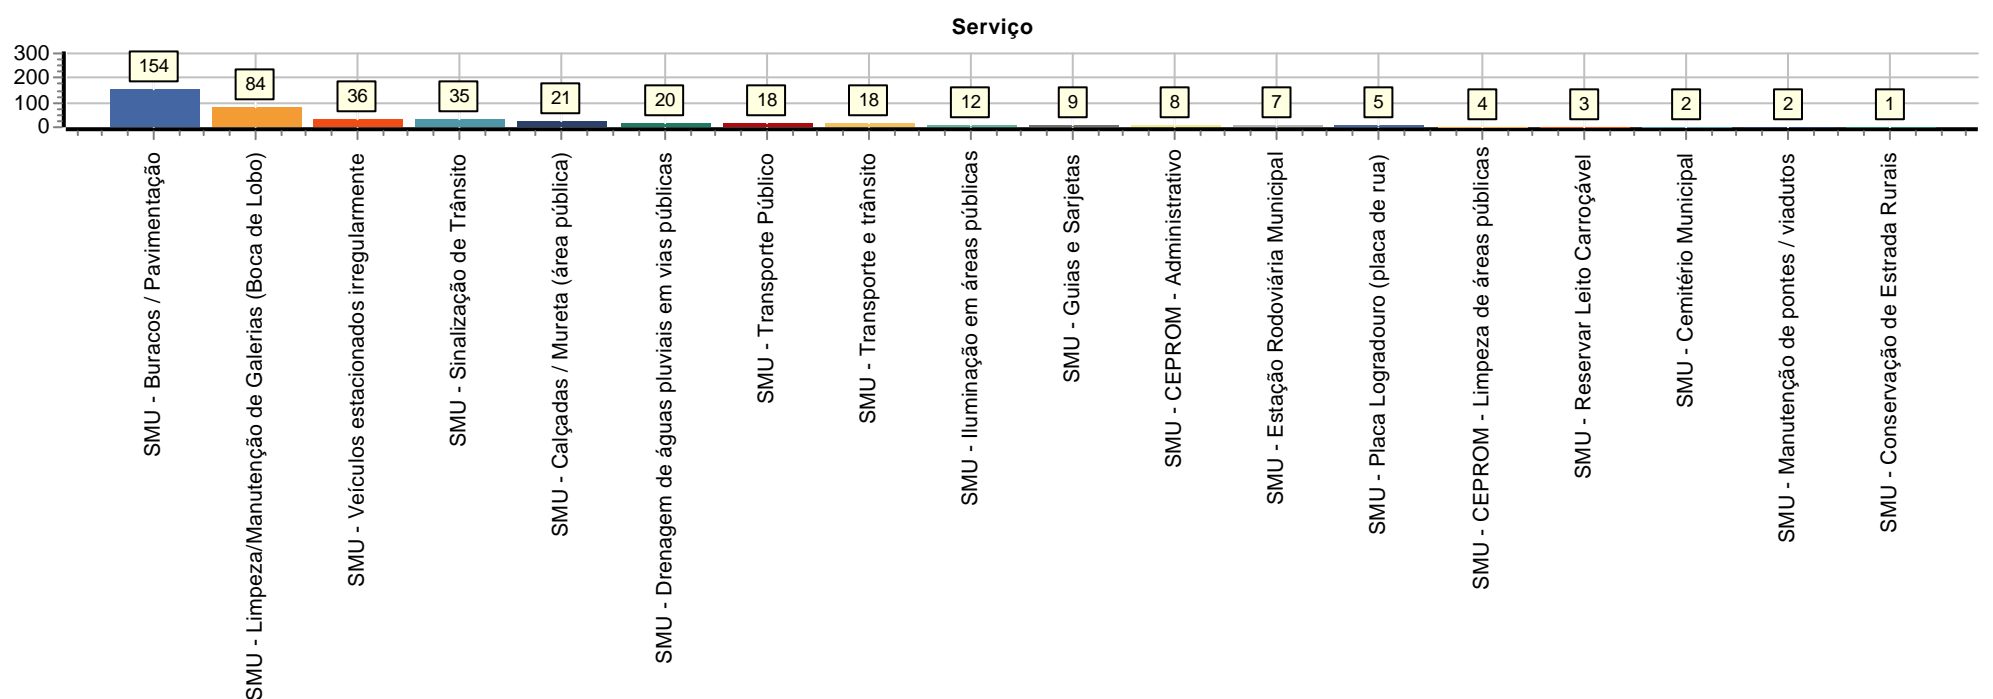 Serviço
300
200
100
0
154
84
36
35
21
20
18
18
12
9
8
7
5
4
3
2
2
1
SMU - Buracos / Pavimentação
SMU - Limpeza/Manutenção de Galerias (Boca de Lobo)
SMU - Veículos estacionados irregularmente
SMU - Sinalização de Trânsito
SMU - Calçadas / Mureta (área pública)
SMU - Drenagem de águas pluviais em vias públicas
SMU - Transporte Público
SMU - Transporte e trânsito
SMU - Iluminação em áreas públicas
SMU - Guias e Sarjetas
SMU - CEPROM - Administrativo
SMU - Estação Rodoviária Municipal
SMU - Placa Logradouro (placa de rua)
SMU - CEPROM - Limpeza de áreas públicas
SMU - Reservar Leito Carroçável
SMU - Cemitério Municipal
SMU - Manutenção de pontes / viadutos
SMU - Conservação de Estrada Rurais